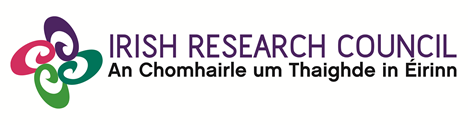 IRISH RESEARCH COUNCIL
An Chomhairle um Thaighde in Éirinn